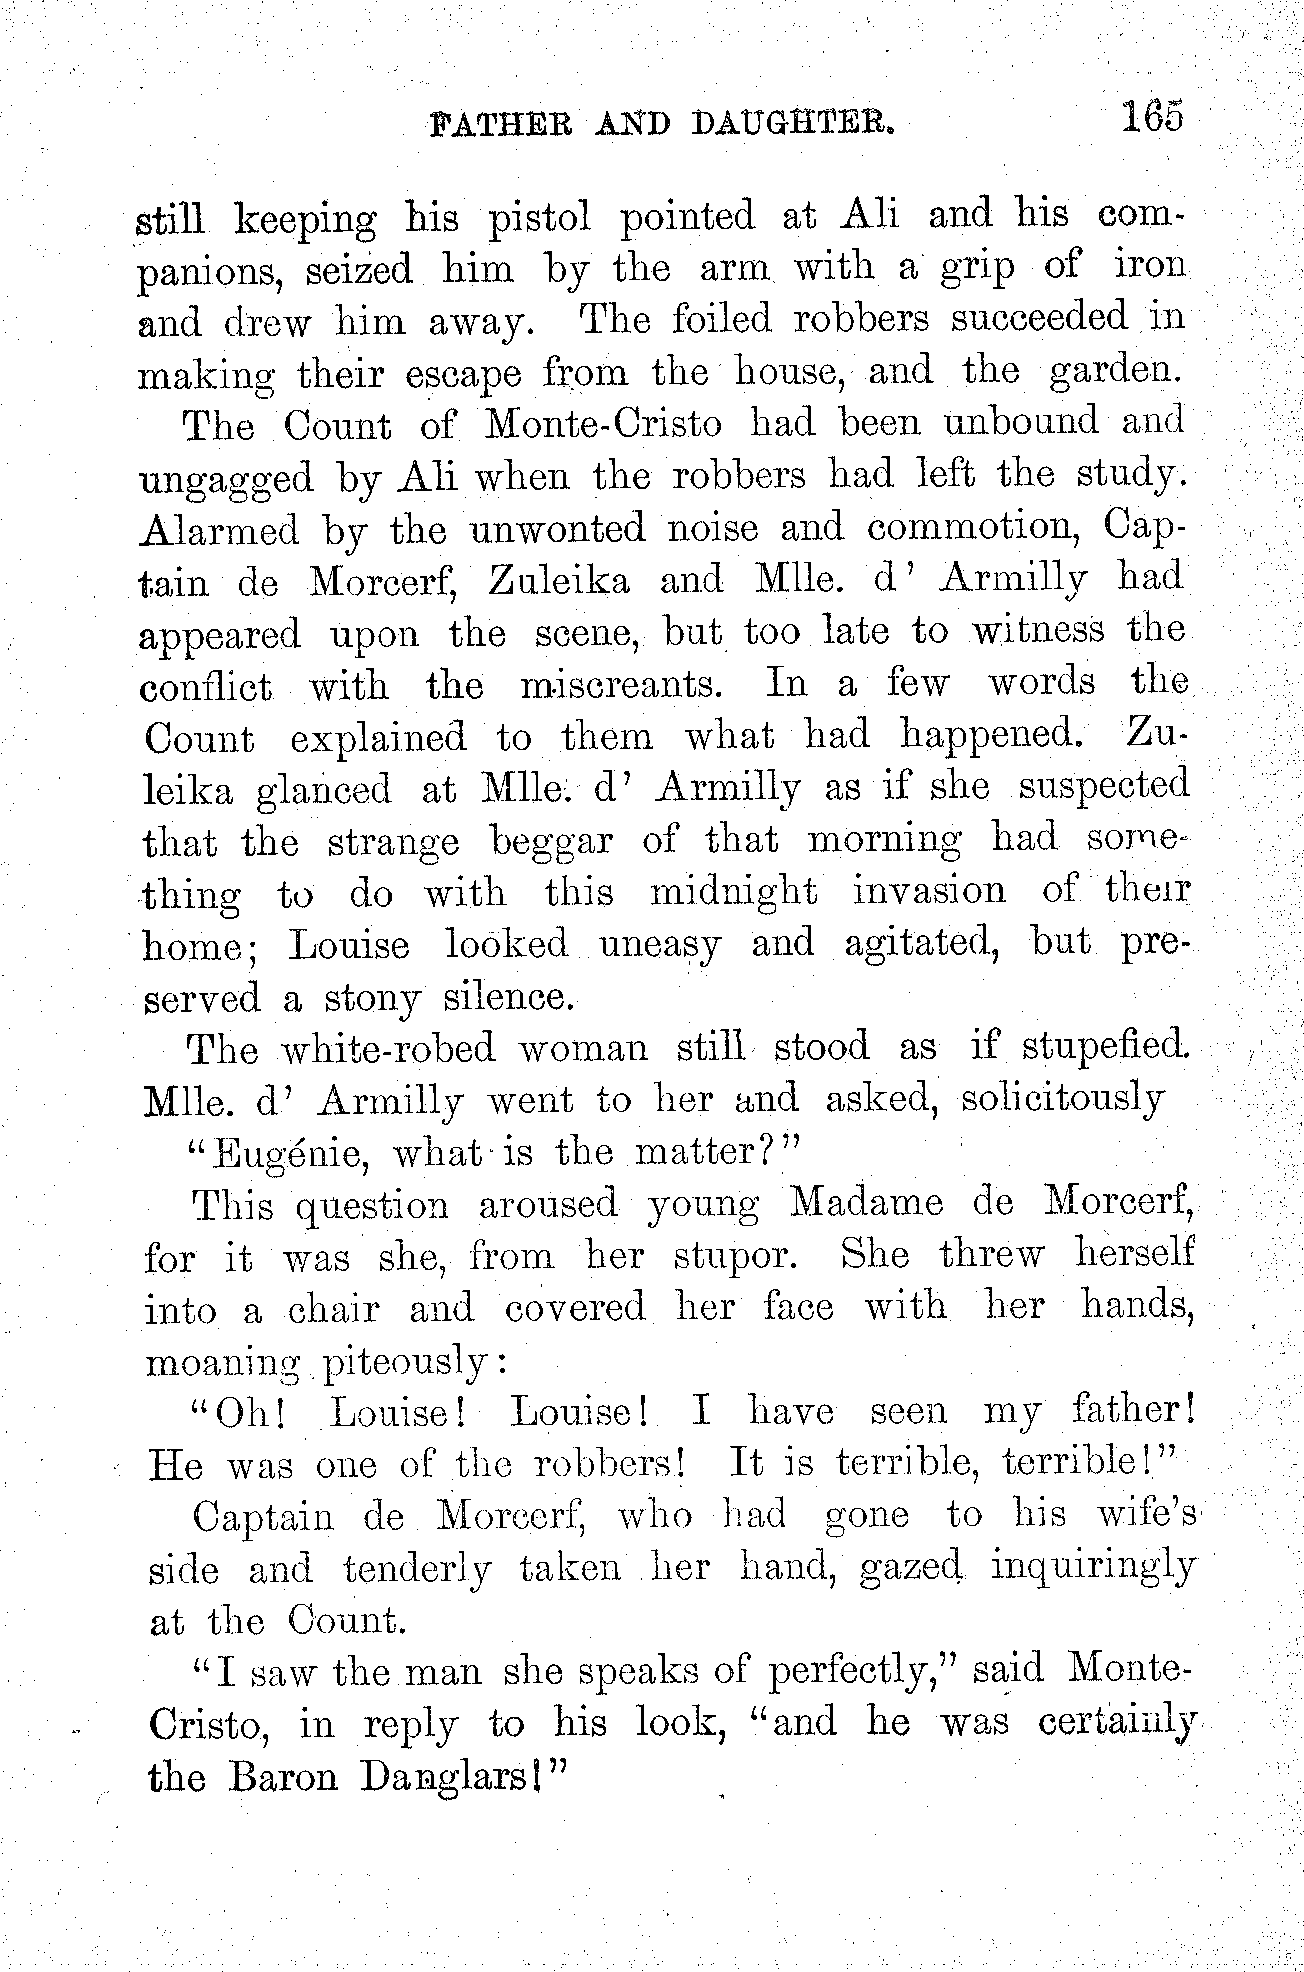 FATHER AND DAUGHTER. 165
still keeping his pistol pointed at Ali and his com-
panions, seized him by the arm with a grip of iron
and drew him away. The foiled robbers succeeded in
making their escape from the house, and the garden.
The Count of Monte-Cristo had been unbound and
ungagged by Ali when the robbers had left the study.
Alarmed by the unwonted noise and commotion, Cap-
tain de Morcerf, Zuleika and Mlle. d' Armilly had
appeared upon the scene, but too late to witness the
conflict with the miscreants. In a few words the
Count explained to them what had happened. Zu-
leika glanced at Mlle. d' Armilly as if she suspected
that the strange beggar of that morning had some-
thing to do with this midnight invasion of their
home; Louise looked uneasy and agitated, but pre-
served a stony silence.
The white-robed woman still stood as if stupefied.
Mlle. d' Armilly went to her and asked, solicitously
"Eugénie, what is the matter?"
This question aroused young Madame de Morcerf,
for it was she, from her stupor. She threw herself
into a chair and covered her face with her hands,
moaning piteously:
"Oh! Louise! Louise! I have seen my father!
He was one of the robbers! It is terrible, terrible!"
Captain de Morcerf, who had gone to his wife's
side and tenderly taken her hand, gazed inquiringly
at the Count.
"I saw the man she speaks of perfectly," said Monte-
Cristo, in reply to his look, "and he was certainly
the Baron Danglars!"